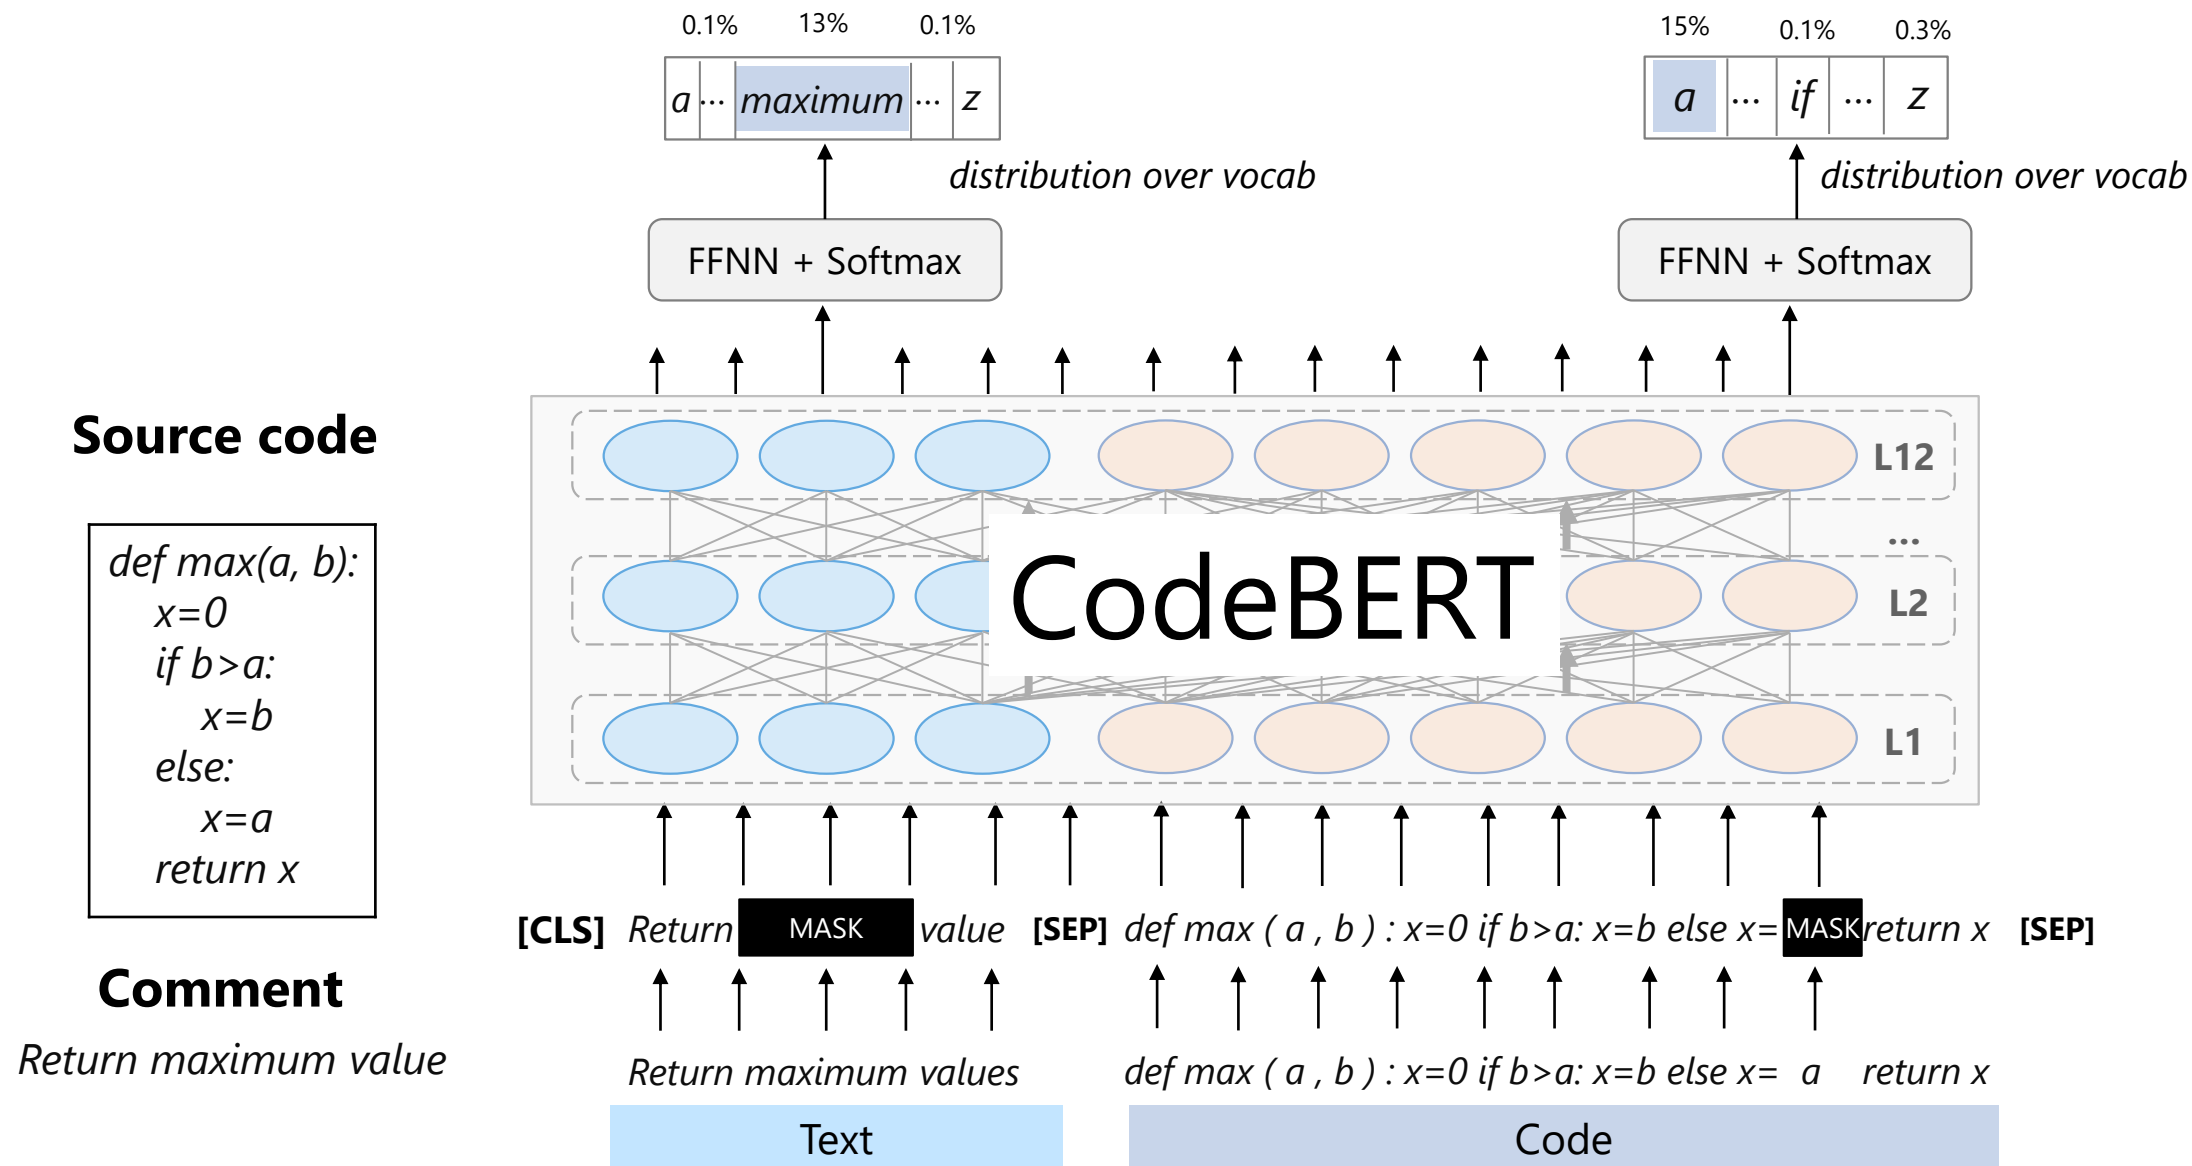 0.1% 13% 0.1%
a ... maximum ... z
distribution over vocab
FFNN + Softmax
15% 0.1% 0.3%
a ... if ... z
distribution over vocab
FFNN + Softmax
Source code
def max(a, b):
x=0
if b>a:
x=b
else:
x=a
return x
Comment
Return maximum value
L12
...
L2
L1
CodeBERT
[CLS] Return MASK value [SEP] def max ( a , b ) : x=0 if b>a: x=b else x= MASK return x [SEP]
Return maximum values def max ( a , b ) : x=0 if b>a: x=b else x= a return x
Text Code